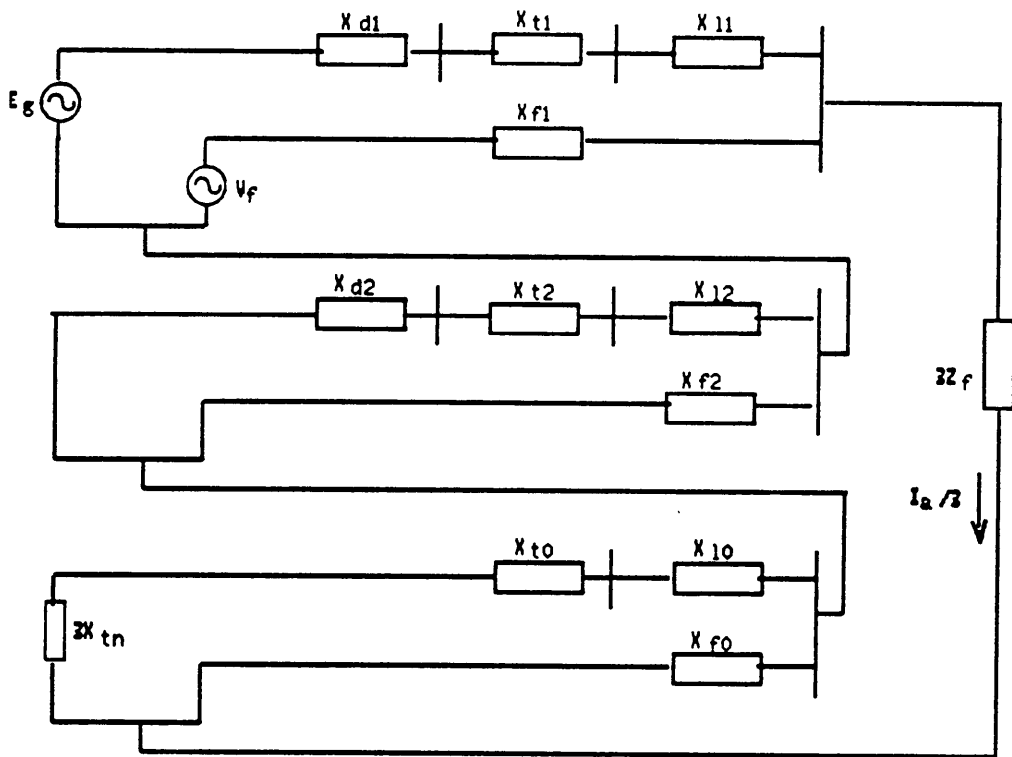 X d1
X t1
X l1
E g
X f1
V f
X d2
X t2
X l2
3Z f
X f2
I a /3
X t0
X l0
3X tn
X f0